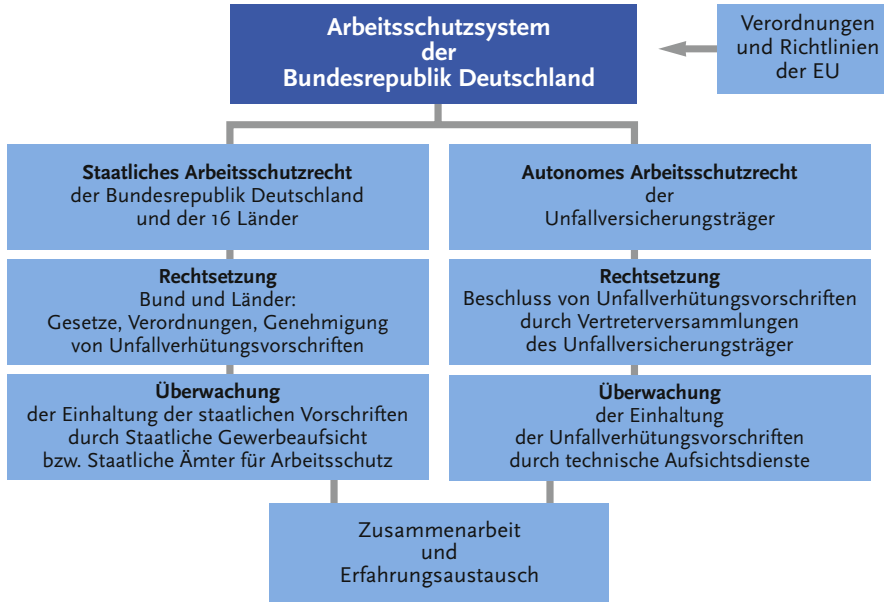 Arbeitsschutzsystem
der
Bundesrepublik Deutschland
Verordnungen
und Richtlinien
der EU
Staatliches Arbeitsschutzrecht
der Bundesrepublik Deutschland
und der 16 Länder
Autonomes Arbeitsschutzrecht
der
Unfallversicherungsträger
Rechtsetzung
Bund und Länder:
Gesetze, Verordnungen, Genehmigung
von Unfallverhütungsvorschriften
Rechtsetzung
Beschluss von Unfallverhütungsvorschriften
durch Vertreterversammlungen
des Unfallversicherungsträger
Überwachung
der Einhaltung der staatlichen Vorschriften
durch Staatliche Gewerbeaufsicht
bzw. Staatliche Ämter für Arbeitsschutz
Überwachung
der Einhaltung
der Unfallverhütungsvorschriften
durch technische Aufsichtsdienste
Zusammenarbeit
und
Erfahrungsaustausch